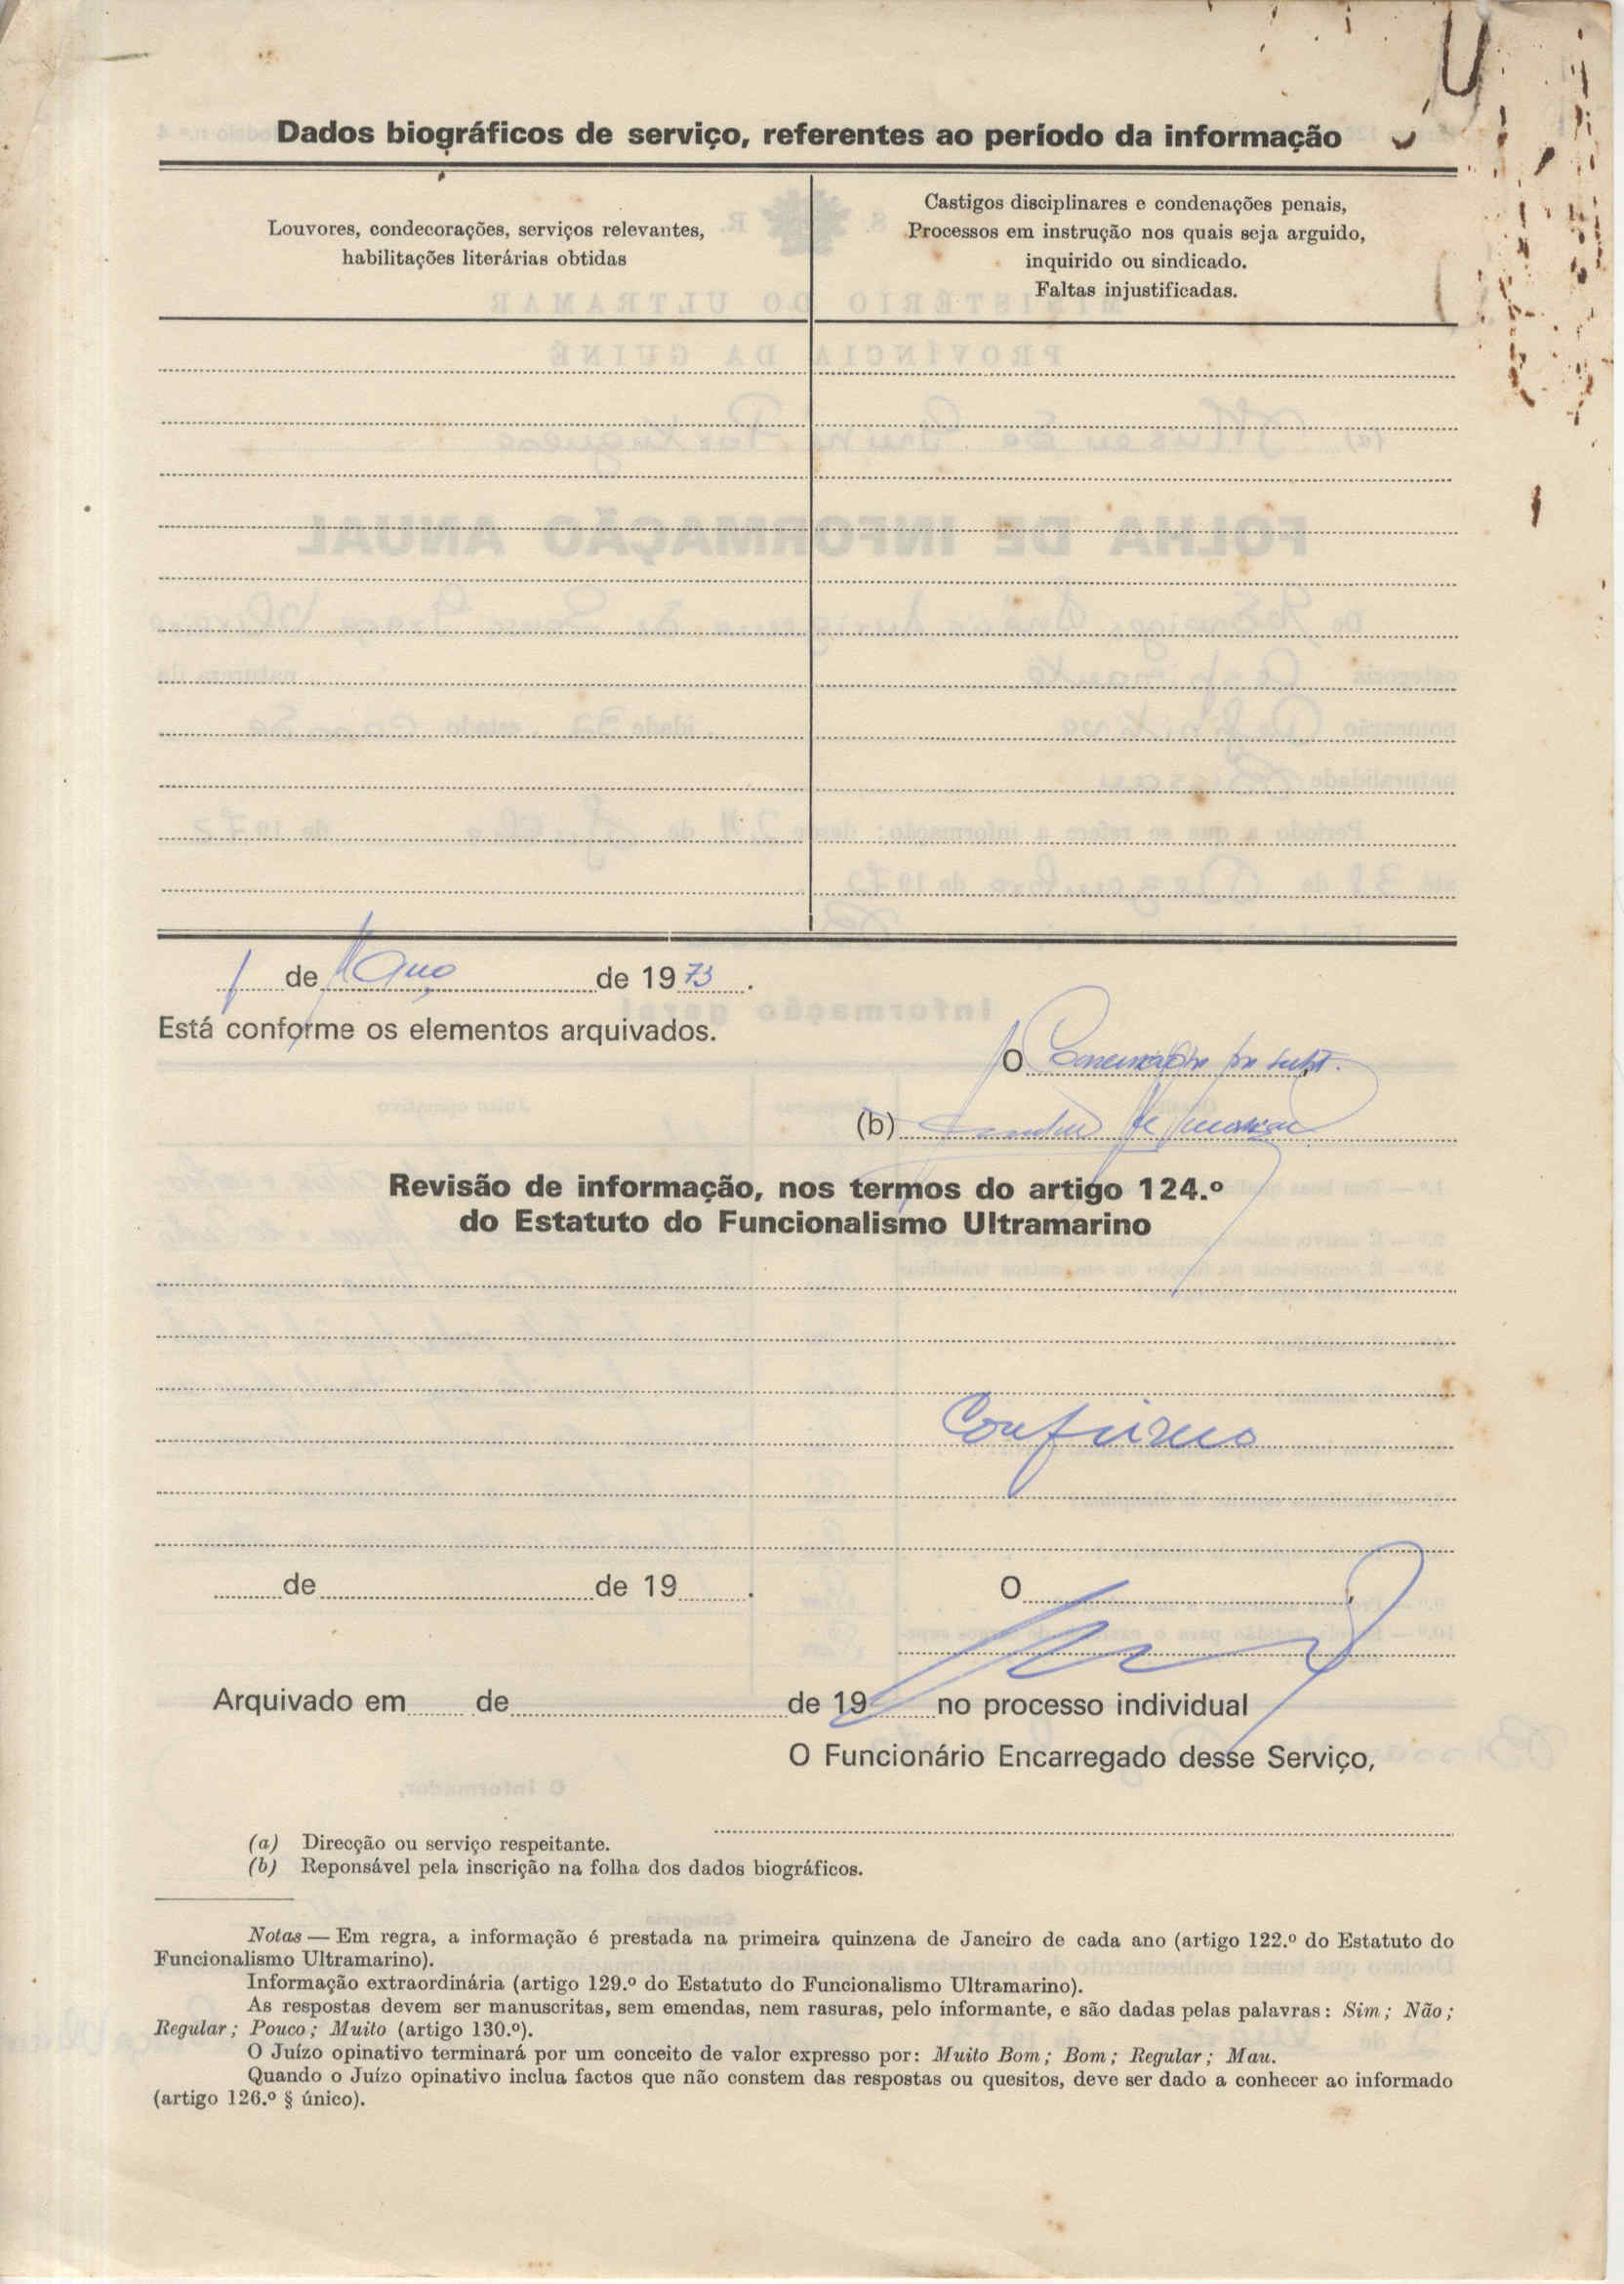 Dados biográficos de serviço, referentes ao período da informação
Louvores, condecorações, serviços relevantes,
habilitações literárias obtidas
Castigos disciplinares e condenações penais,
Processos em instrução nos quais seja arguido,
inquirido ou sindicado.
Faltas injustificadas.
1 de Março de 1973.
Está conforme os elementos arquivados.
O Conservador
(b)
Revisão de informação, nos termos do artigo 124.º
do Estatuto do Funcionalismo Ultramarino
Confirmo
de de 19 .
O
Arquivado em de de 19 no processo individual
O Funcionário Encarregado desse Serviço,
(a) Direcção ou serviço respeitante.
(b) Reponsável pela inscrição na folha dos dados biográficos.
Notas — Em regra, a informação é prestada na primeira quinzena de Janeiro de cada ano (artigo 122.º do Estatuto do
Funcionalismo Ultramarino).
Informação extraordinária (artigo 129.º do Estatuto do Funcionalismo Ultramarino).
As respostas devem ser manuscritas, sem emendas, nem rasuras, pelo informante, e são dadas pelas palavras: Sim; Não;
Regular; Pouco; Muito (artigo 130.º).
O Juízo opinativo terminará por um conceito de valor expresso por: Muito Bom; Bom; Regular; Mau.
Quando o Juízo opinativo inclua factos que não constem das respostas ou quesitos, deve ser dado a conhecer ao informado
(artigo 126.º § único).